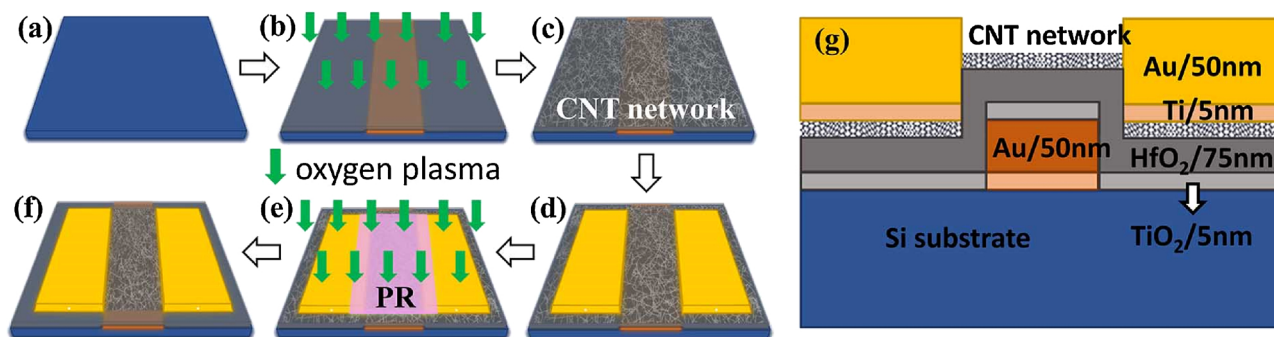 (a)
(b)
(c)
CNT network
oxygen plasma
(f)
(e)
PR
(d)
(g)
CNT network
Au/50nm
Ti/5nm
Au/50nm
HfO₂/75nm
Si substrate
TiO₂/5nm